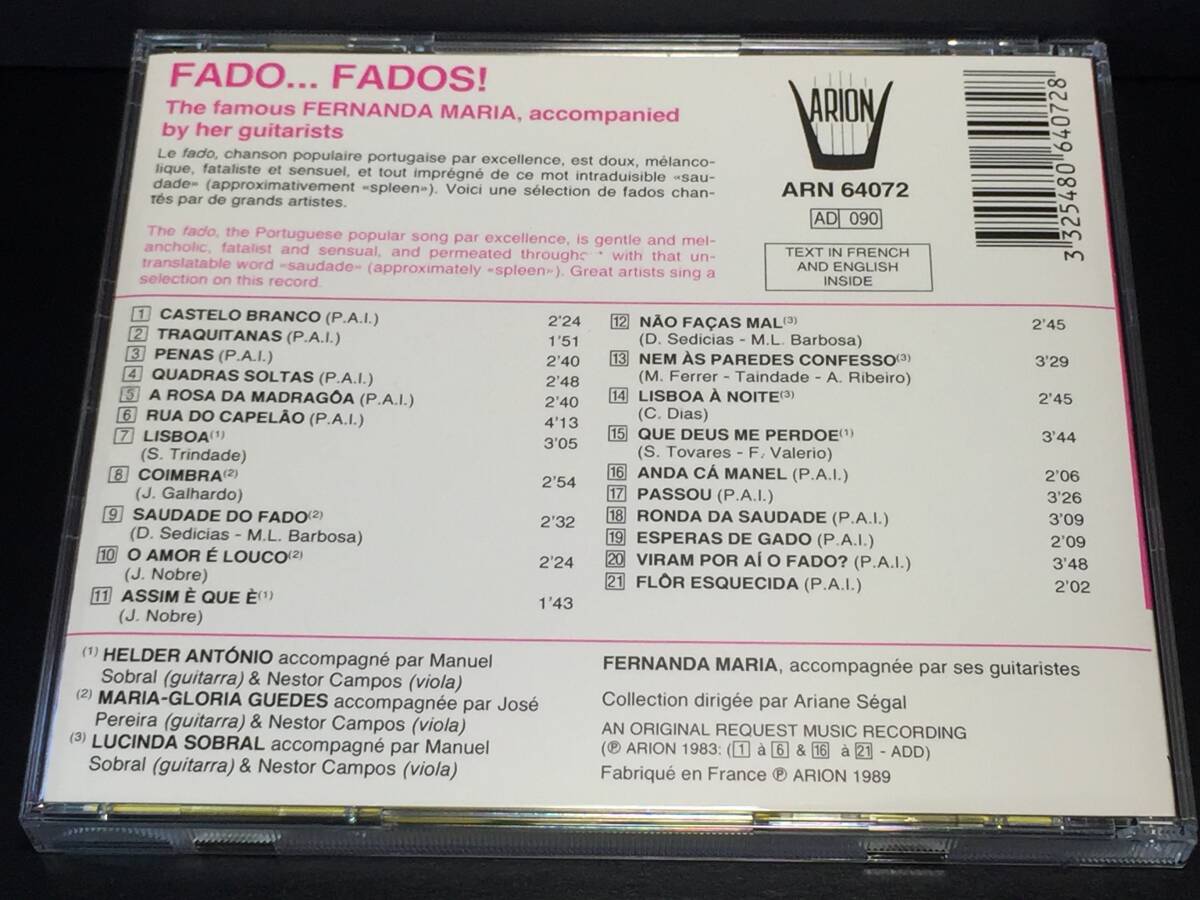 FADO... FADOS!
The famous FERNANDA MARIA, accompanied
by her guitarists
Le fado, chanson populaire portugaise par excellence, est doux, mélanco-
lique, fataliste et sensuel, et tout imprégné de ce mot intraduisible «sau-
dade» (approximativement «spleen»). Voici une sélection de fados chan-
tés par de grands artistes.
The fado, the Portuguese popular song par excellence, is gentle and mel-
ancholic, fatalist and sensual, and permeated with that un-
translatable word «saudade» (approximately «spleen»). Great artists sing a
selection on this record.
ARION
ARN 64072
AD 090
TEXT IN FRENCH
AND ENGLISH
INSIDE
3 325480 640728
1 CASTELO BRANCO (P.A.I.) 2'24
2 TRAQUITANAS (P.A.I.) 1'51
3 PENAS (P.A.I.) 2'40
4 QUADRAS SOLTAS (P.A.I.) 2'48
5 A ROSA DA MADRAGÔA (P.A.I.) 2'40
6 RUA DO CAPELÃO (P.A.I.) 4'13
7 LISBOA(1) 3'05
(S. Trindade)
8 COIMBRA(2) 2'54
(J. Galhardo)
9 SAUDADE DO FADO(2) 2'32
(D. Sedicias - M.L. Barbosa)
10 O AMOR É LOUCO(2) 2'24
(J. Nobre)
11 ASSIM È QUE È(1) 1'43
(J. Nobre)
12 NÃO FAÇAS MAL(3) 2'45
(D. Sedicias - M.L. Barbosa)
13 NEM ÀS PAREDES CONFESSO(3) 3'29
(M. Ferrer - Taindade - A. Ribeiro)
14 LISBOA À NOITE(3) 2'45
(C. Dias)
15 QUE DEUS ME PERDOE(1) 3'44
(S. Tovares - F. Valerio)
16 ANDA CÁ MANEL (P.A.I.) 2'06
17 PASSOU (P.A.I.) 3'26
18 RONDA DA SAUDADE (P.A.I.) 3'09
19 ESPERAS DE GADO (P.A.I.) 2'09
20 VIRAM POR AÍ O FADO? (P.A.I.) 3'48
21 FLÔR ESQUECIDA (P.A.I.) 2'02
(1) HELDER ANTÓNIO accompagné par Manuel
Sobral (guitarra) & Nestor Campos (viola)
(2) MARIA-GLORIA GUEDES accompagnée par José
Pereira (guitarra) & Nestor Campos (viola)
(3) LUCINDA SOBRAL accompagné par Manuel
Sobral (guitarra) & Nestor Campos (viola)
FERNANDA MARIA, accompagnée par ses guitaristes
Collection dirigée par Ariane Ségal
AN ORIGINAL REQUEST MUSIC RECORDING
(℗ ARION 1983: (1 à 6 & 16 à 21 - ADD)
Fabriqué en France ℗ ARION 1989